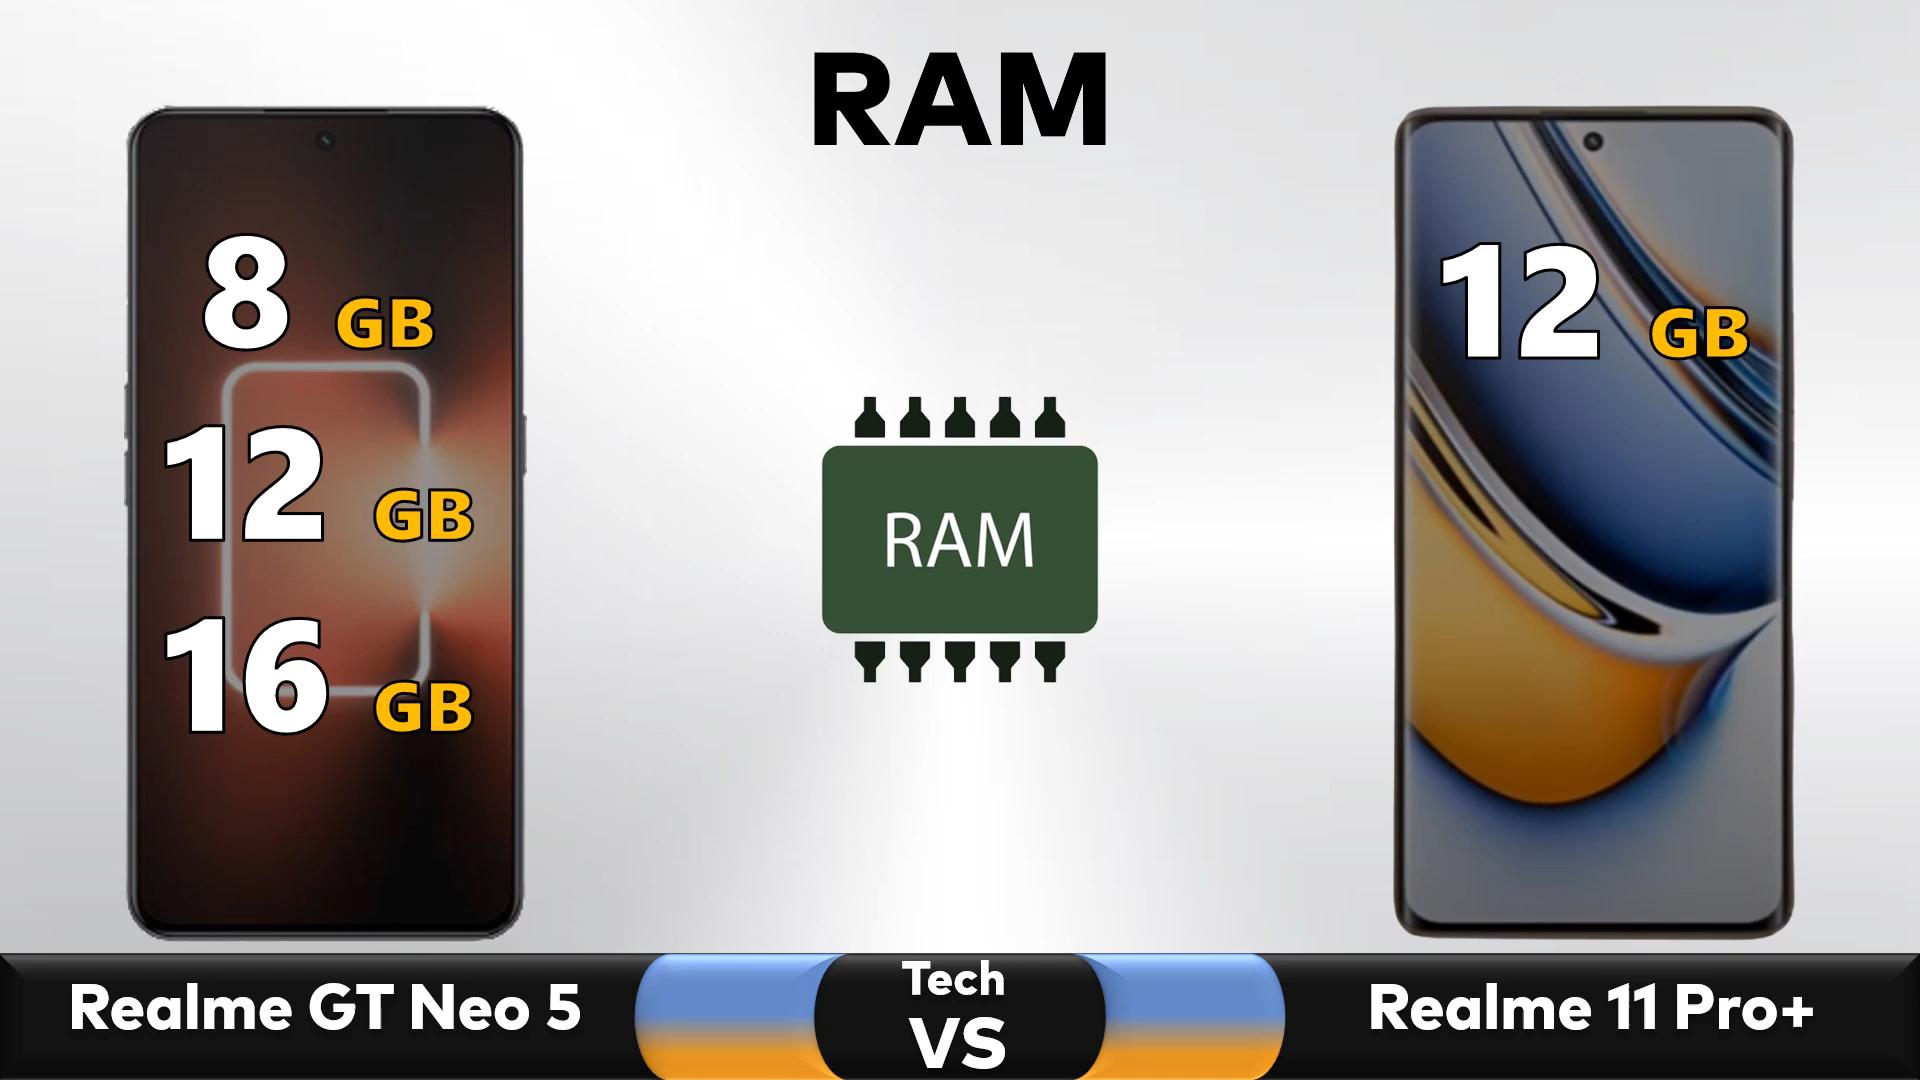 RAM
8 GB
12 GB
16 GB
RAM
12 GB
Realme GT Neo 5
Tech
VS
Realme 11 Pro+